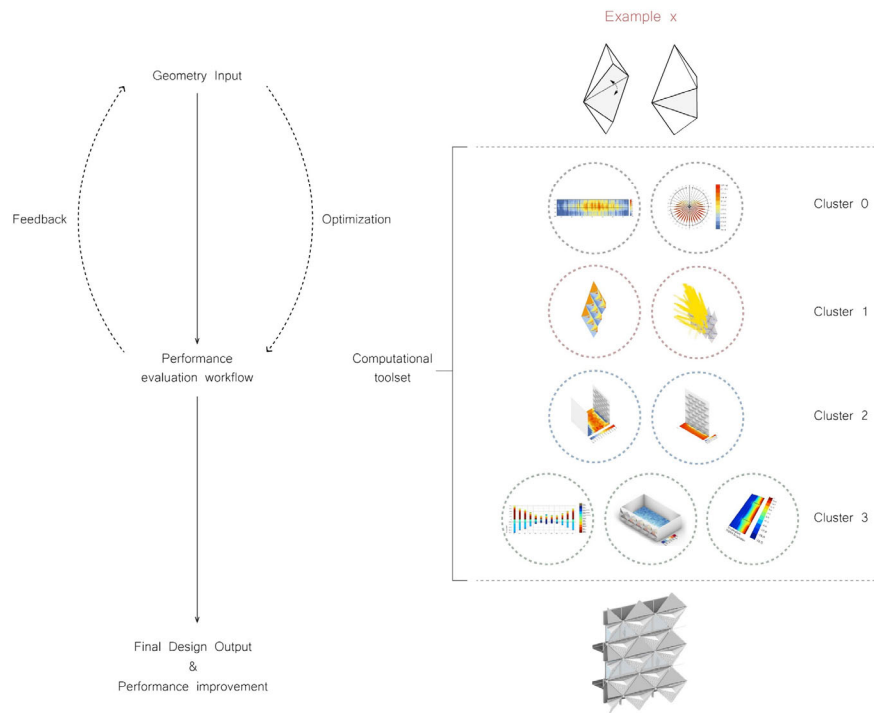 Example x
Geometry Input
Feedback
Optimization
Performance
evaluation workflow
Computational
toolset
Cluster 0
Cluster 1
Cluster 2
Cluster 3
Final Design Output
&
Performance improvement